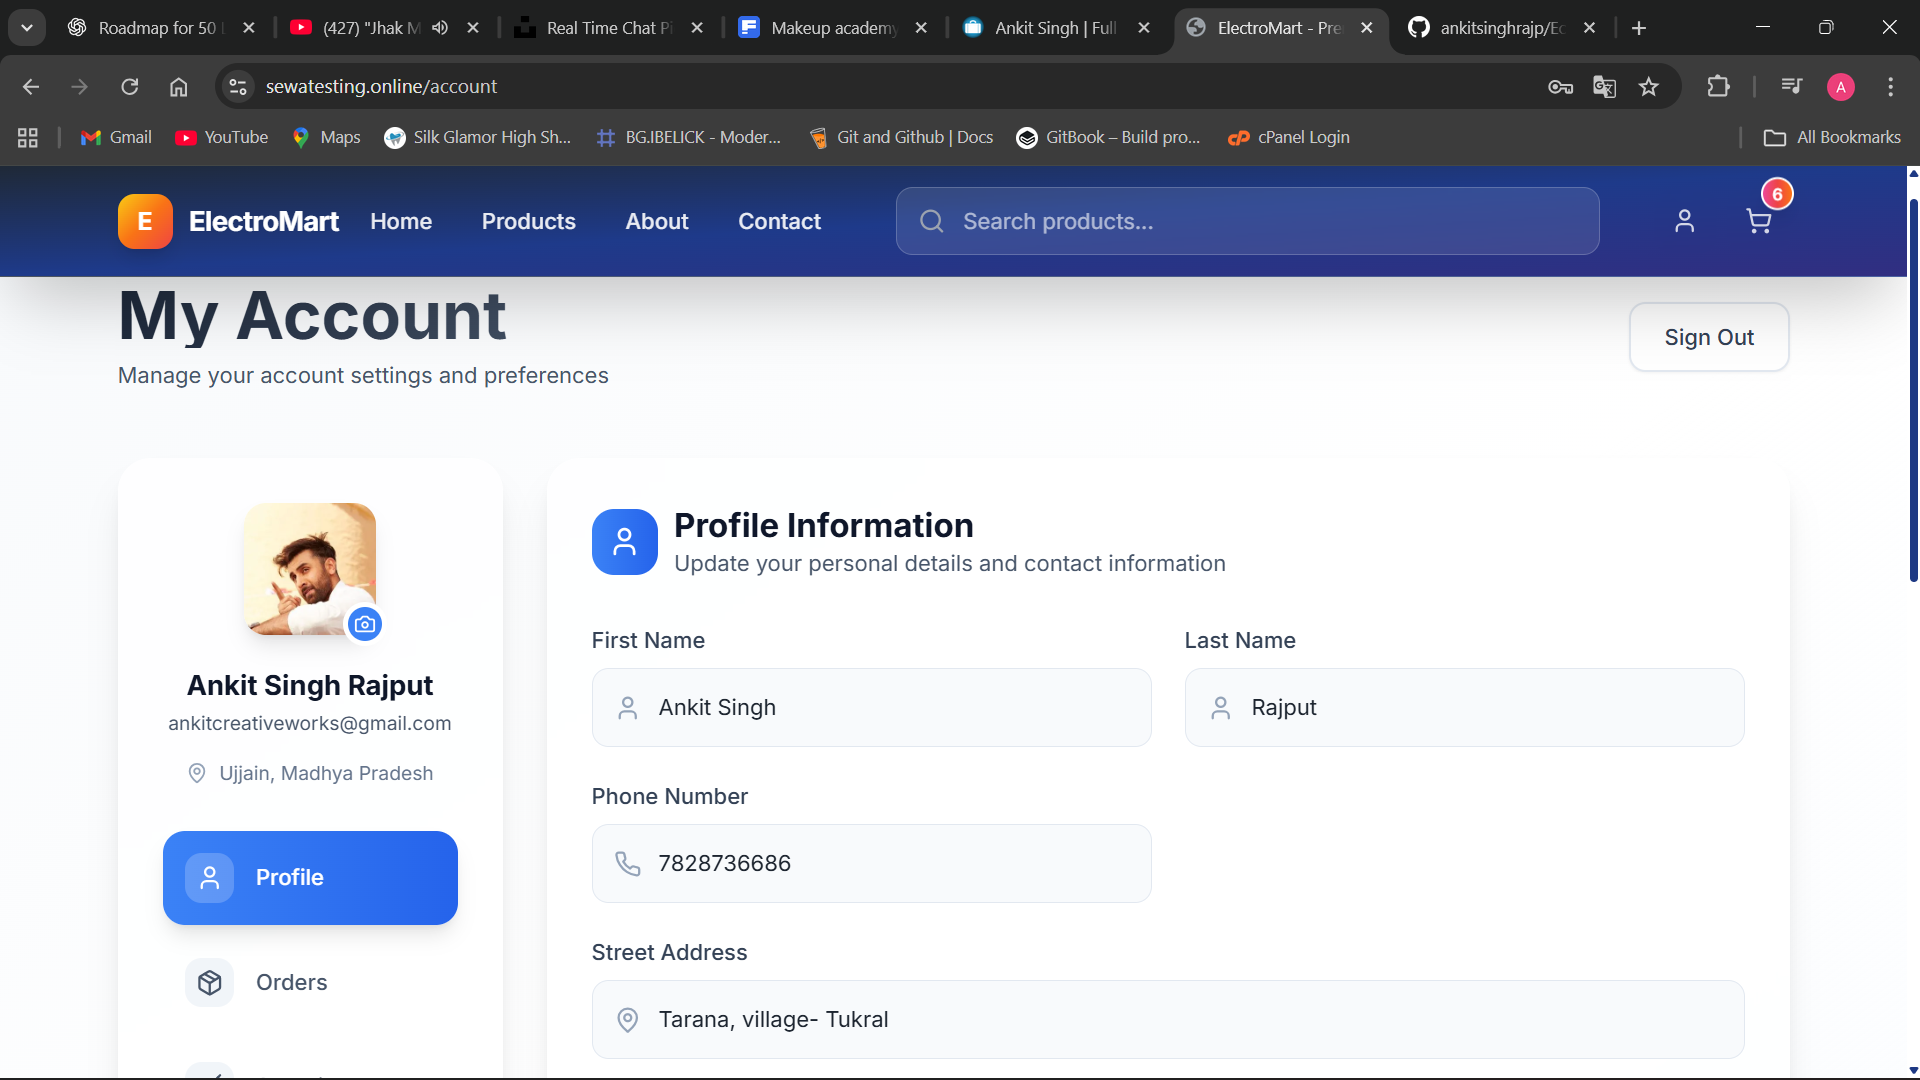 Roadmap for 50
(427) "Jhak M
Real Time Chat Pi
Makeup academy
Ankit Singh | Full
ElectroMart - Pre
ankitsinghrajp/Ec
sewatesting.online/account
A
Gmail
YouTube
Maps
Silk Glamor High Sh...
BG.IBELICK - Moder...
Git and Github | Docs
GitBook – Build pro...
cPanel Login
All Bookmarks
E
ElectroMart
Home
Products
About
Contact
Search products...
6
My Account
Manage your account settings and preferences
Sign Out
Ankit Singh Rajput
ankitcreativeworks@gmail.com
Ujjain, Madhya Pradesh
Profile
Orders
Profile Information
Update your personal details and contact information
First Name
Ankit Singh
Last Name
Rajput
Phone Number
7828736686
Street Address
Tarana, village- Tukral